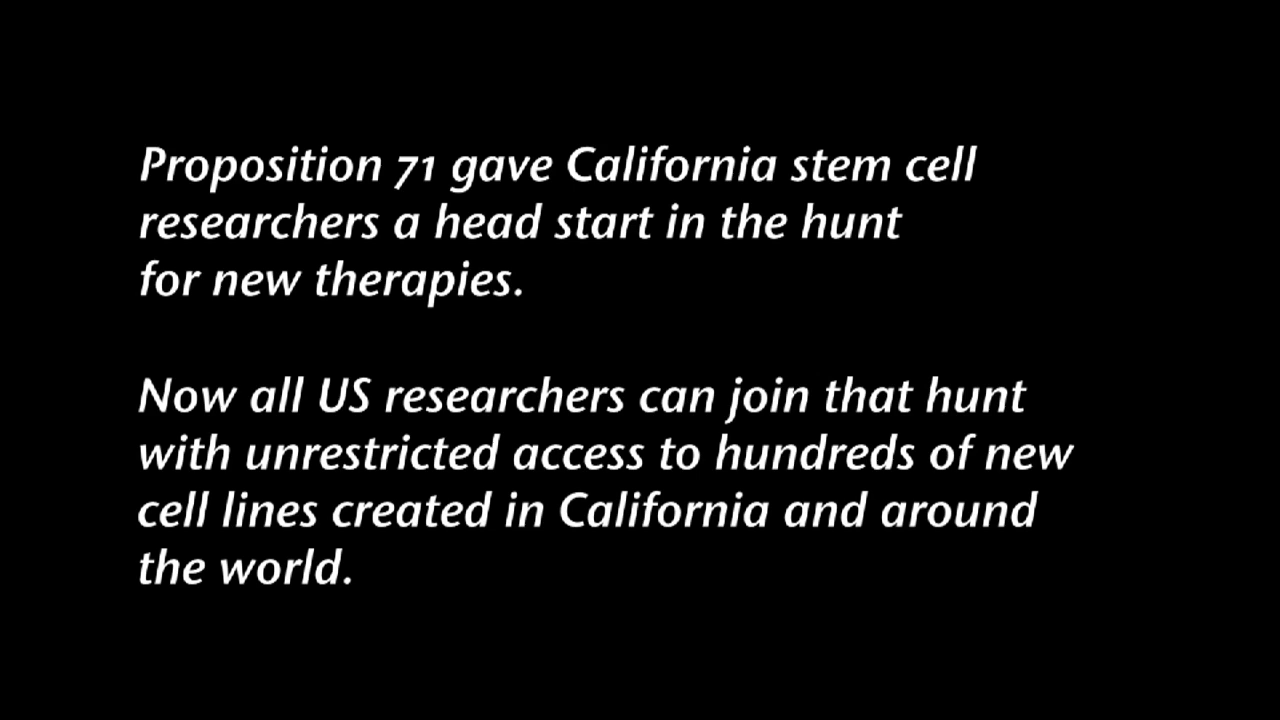 Proposition 71 gave California stem cell
researchers a head start in the hunt
for new therapies.
Now all US researchers can join that hunt
with unrestricted access to hundreds of new
cell lines created in California and around
the world.